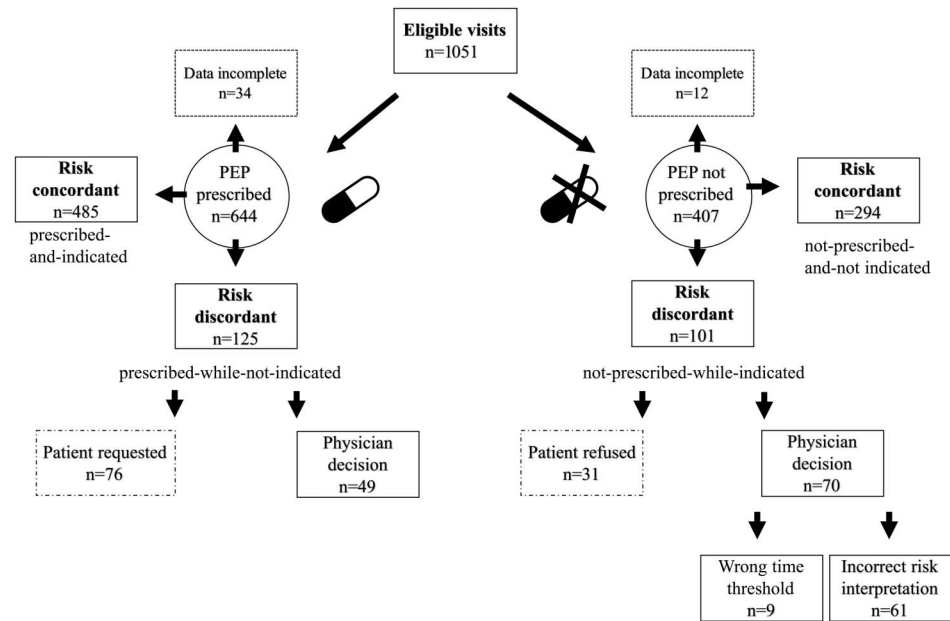 Eligible visits
n=1051
Data incomplete
n=34
Data incomplete
n=12
PEP
prescribed
n=644
Risk
concordant
n=485
prescribed-
and-indicated
PEP not
prescribed
n=407
Risk
concordant
n=294
not-prescribed-
and-not indicated
Risk
discordant
n=125
prescribed-while-not-indicated
Risk
discordant
n=101
not-prescribed-while-indicated
Patient requested
n=76
Physician
decision
n=49
Patient refused
n=31
Physician
decision
n=70
Wrong time
threshold
n=9
Incorrect risk
interpretation
n=61